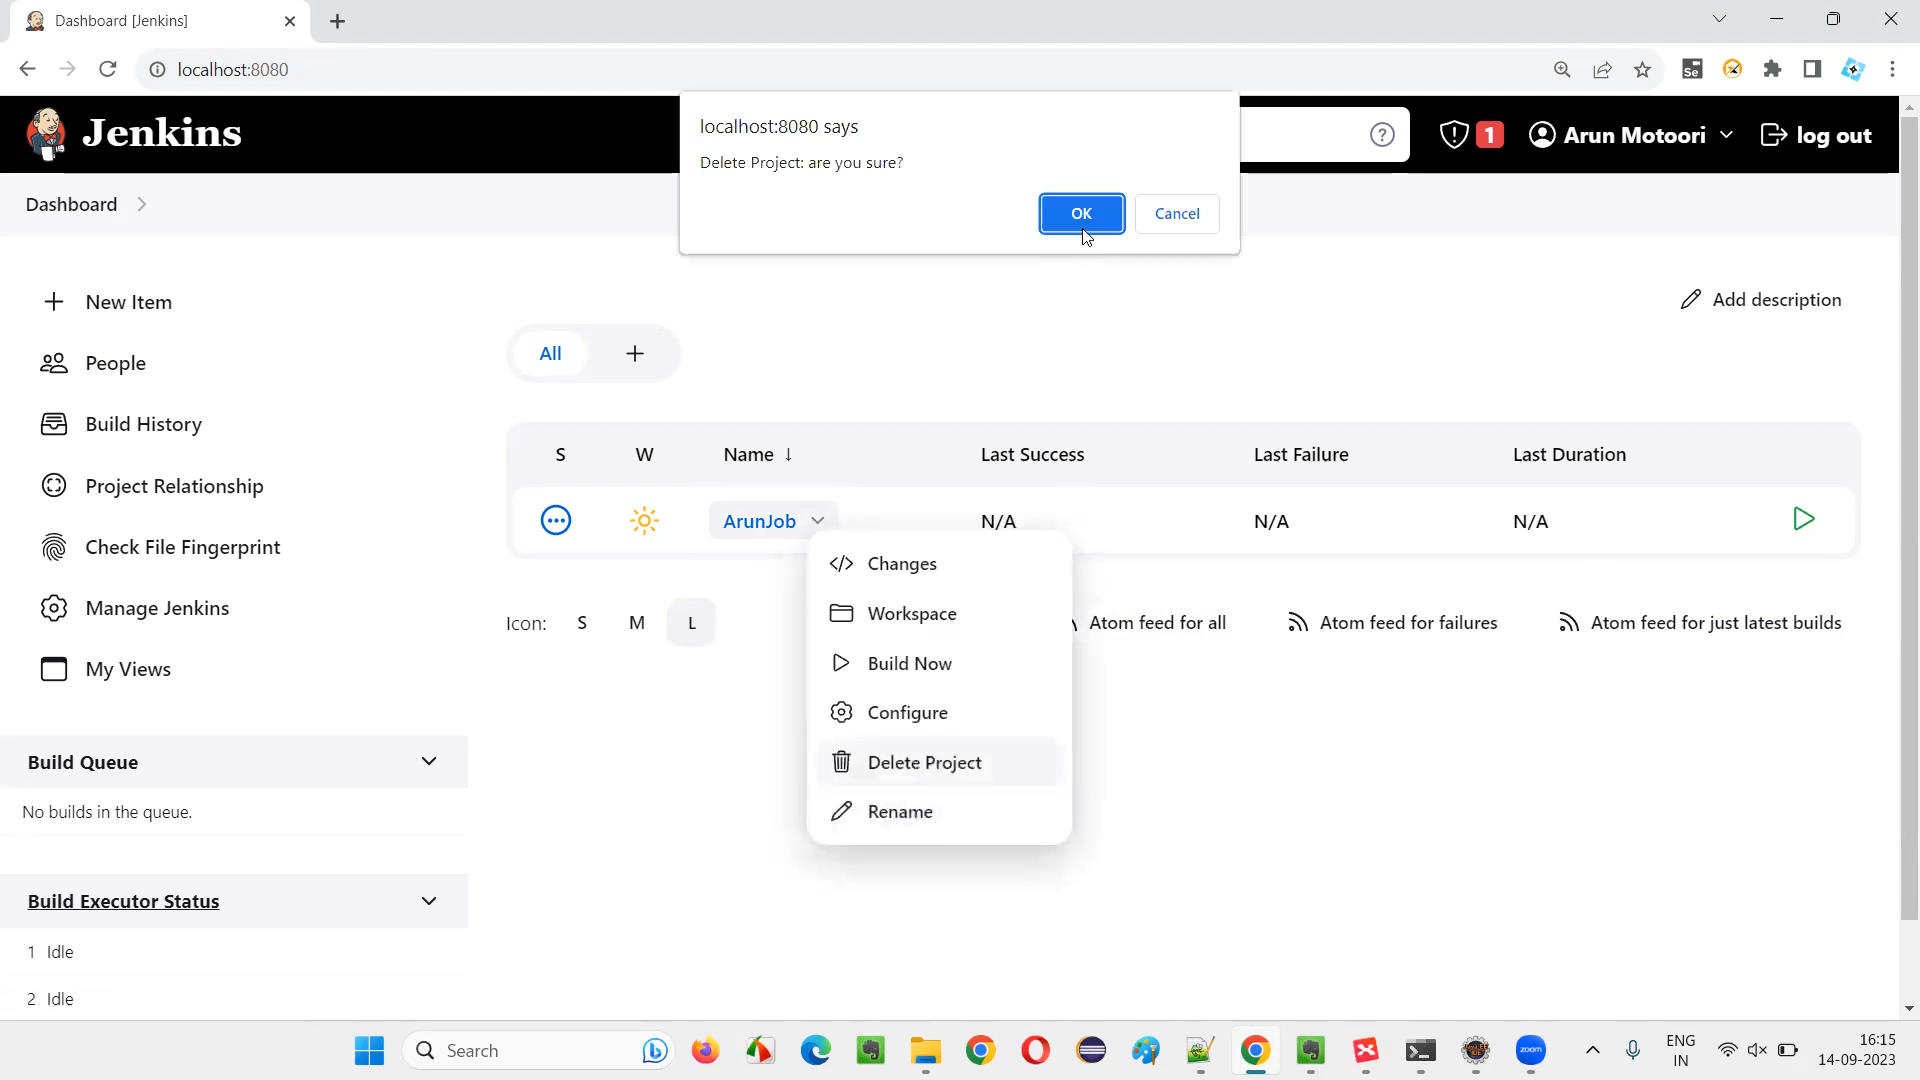 Dashboard [Jenkins]
localhost:8080
Se
Jenkins
localhost:8080 says
Delete Project: are you sure?
OK
Cancel
1
Arun Motoori
log out
Dashboard
New Item
People
Build History
Project Relationship
Check File Fingerprint
Manage Jenkins
My Views
Add description
All
S W Name ↓ Last Success Last Failure Last Duration
ArunJob N/A N/A N/A
Changes
Workspace
Build Now
Configure
Delete Project
Rename
Icon: S M L
Atom feed for all
Atom feed for failures
Atom feed for just latest builds
Build Queue
No builds in the queue.
Build Executor Status
1 Idle
2 Idle
Search
zoom
ENG
IN
16:15
14-09-2023